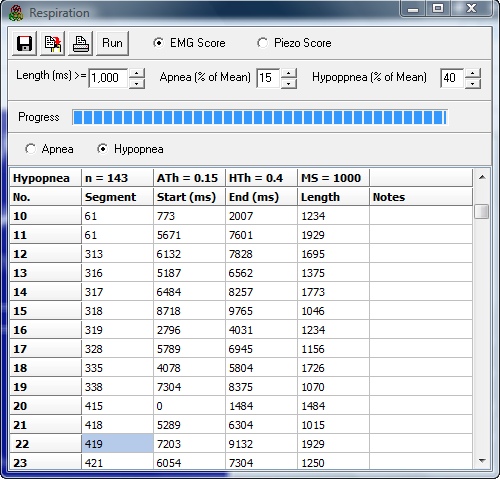 Respiration
Run EMG Score Piezo Score
Length (ms) >= 1,000 Apnea (% of Mean) 15 Hypoppnea (% of Mean) 40
Progress
Apnea Hypopnea
Hypopnea n = 143 ATh = 0.15 HTh = 0.4 MS = 1000
No. Segment Start (ms) End (ms) Length Notes
10 61 773 2007 1234
11 61 5671 7601 1929
12 313 6132 7828 1695
13 316 5187 6562 1375
14 317 6484 8257 1773
15 318 8718 9765 1046
16 319 2796 4031 1234
17 328 5789 6945 1156
18 335 4078 5804 1726
19 338 7304 8375 1070
20 415 0 1484 1484
21 418 5289 6304 1015
22 419 7203 9132 1929
23 421 6054 7304 1250